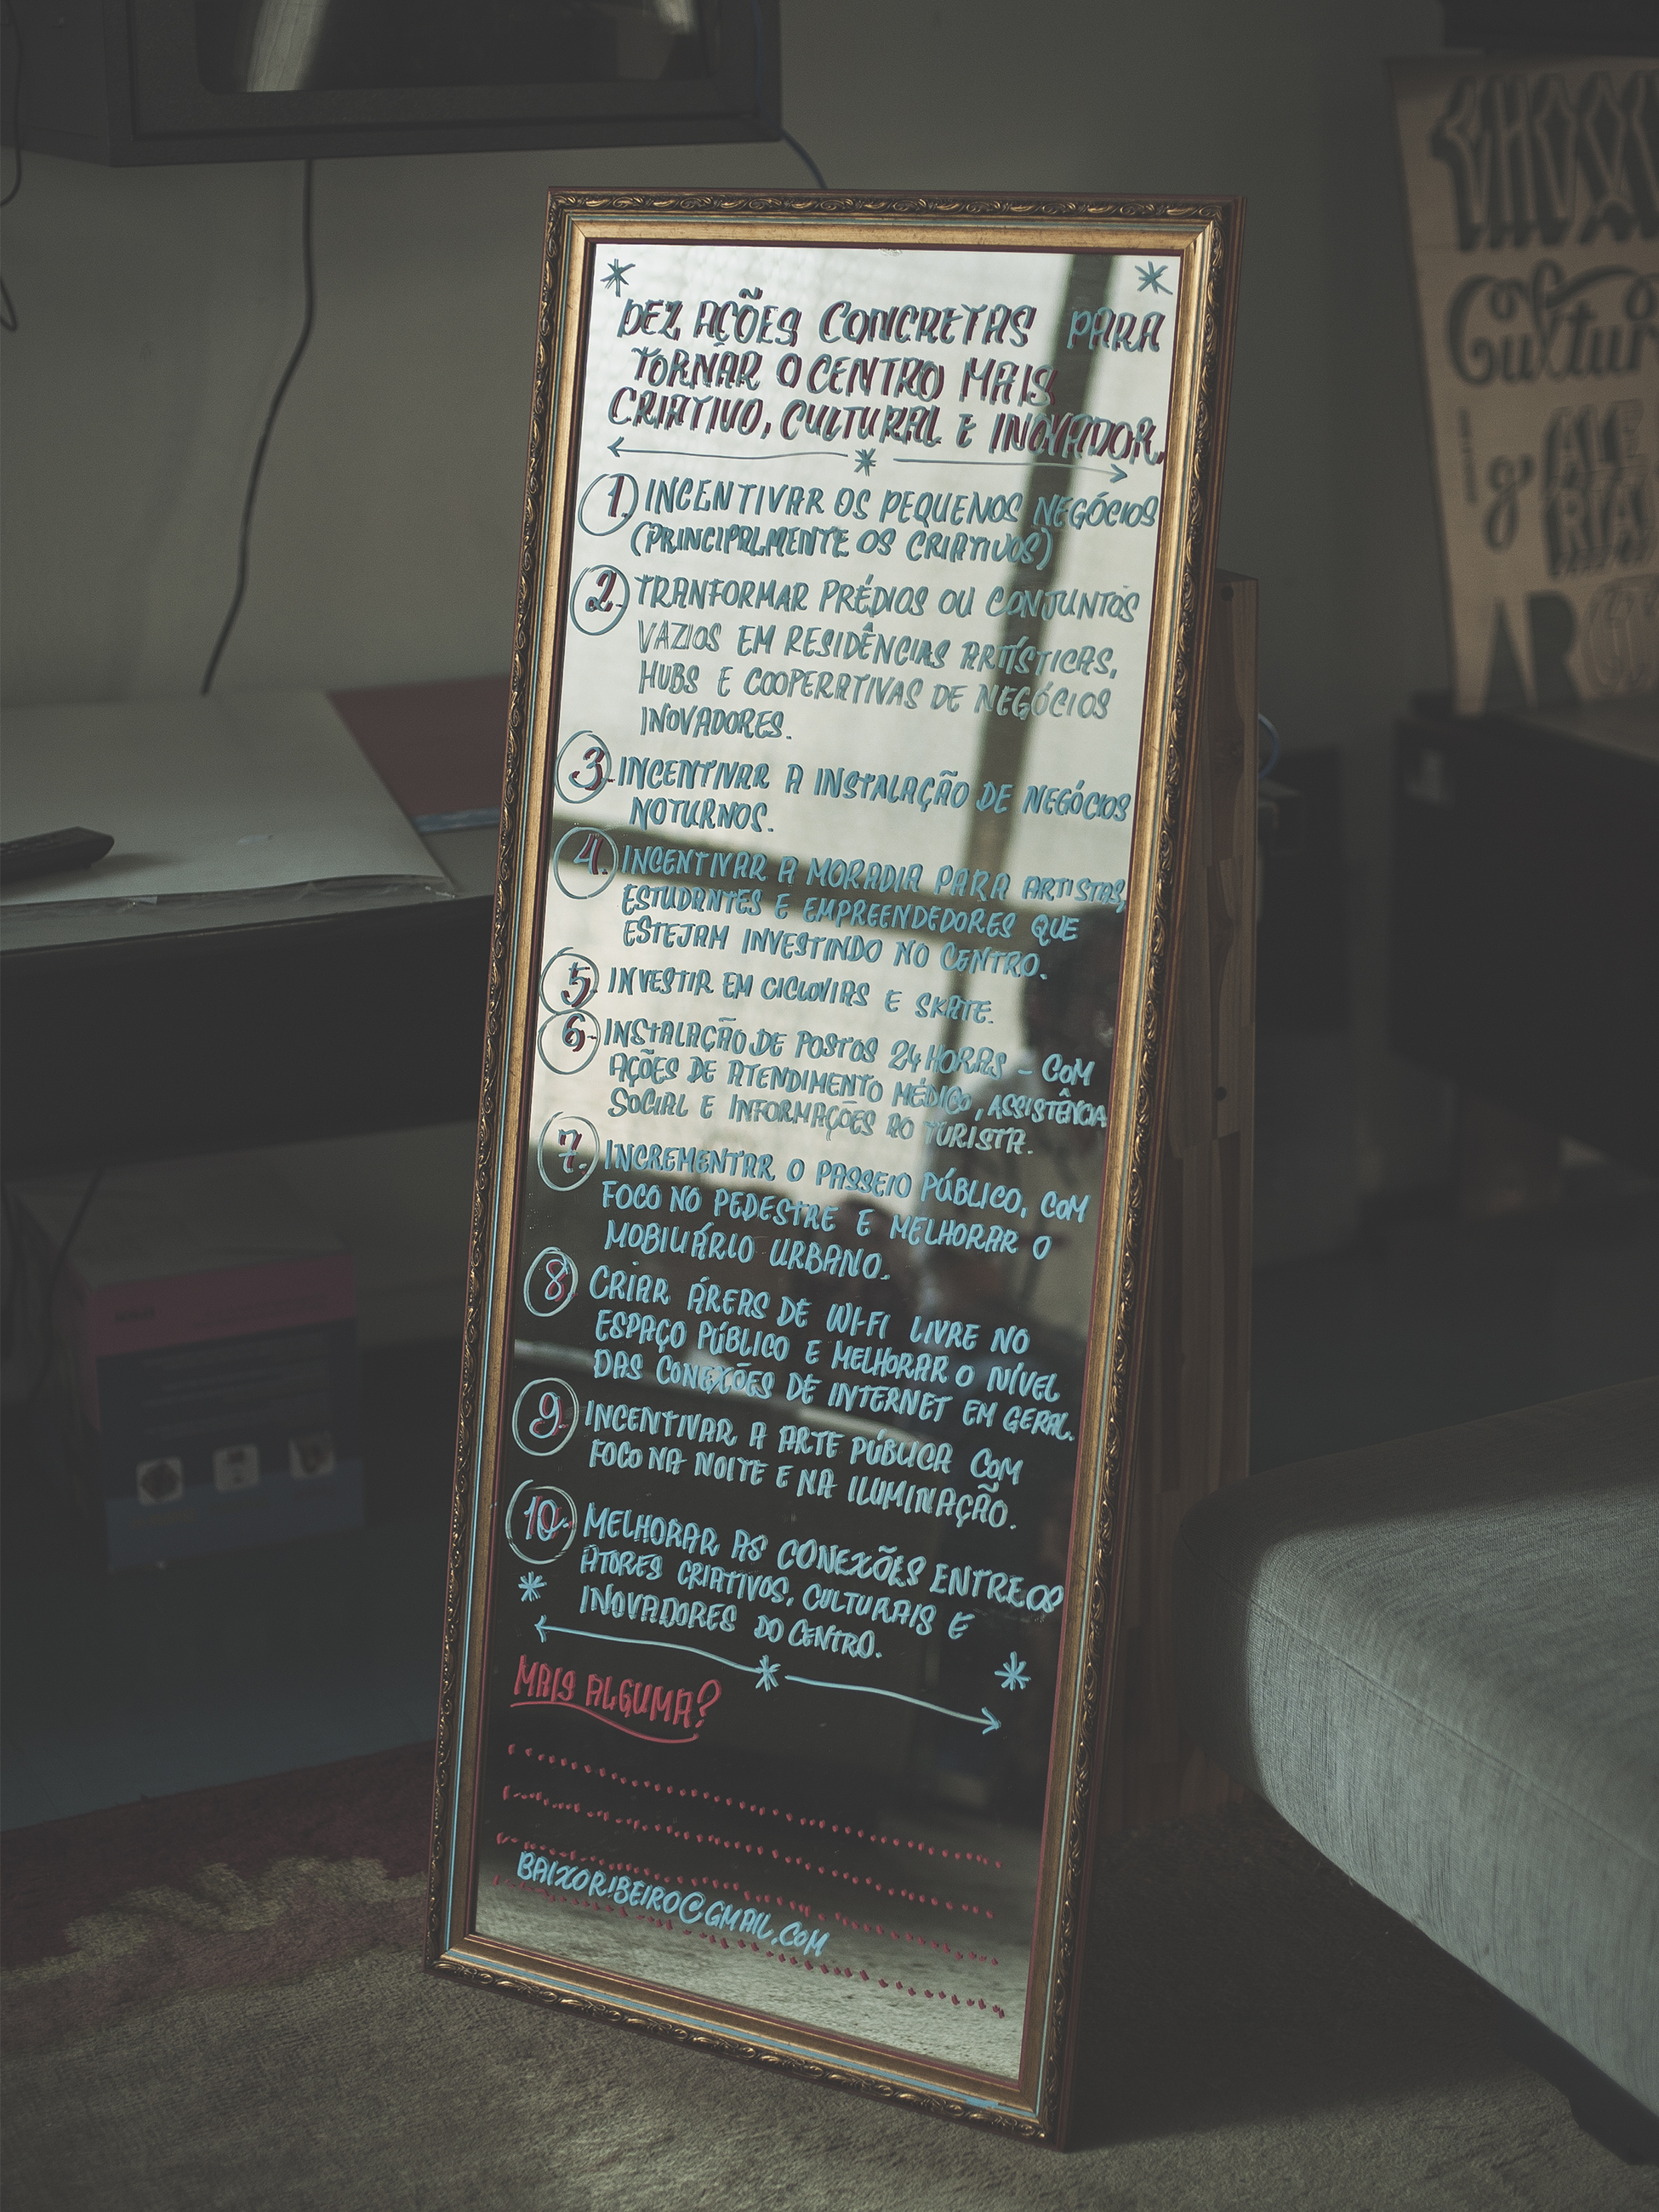 DEZ AÇÕES CONCRETAS PARA
TORNAR O CENTRO MAIS
CRIATIVO, CULTURAL E INOVADOR.
1. INCENTIVAR OS PEQUENOS NEGÓCIOS
(PRINCIPALMENTE OS CRIATIVOS)
2. TRANFORMAR PRÉDIOS OU CONJUNTOS
VAZIOS EM RESIDÊNCIAS ARTÍSTICAS,
HUBS E COOPERATIVAS DE NEGÓCIOS
INOVADORES.
3. INCENTIVAR A INSTALAÇÃO DE NEGÓCIOS
NOTURNOS.
4. INCENTIVAR A MORADIA PARA ARTISTAS,
ESTUDANTES E EMPREENDEDORES QUE
ESTEJAM INVESTINDO NO CENTRO.
5. INVESTIR EM CICLOVIAS E SKATE.
6. INSTALAÇÃO DE POSTOS 24 HORAS - COM
AÇÕES DE ATENDIMENTO MÉDICO, ASSISTÊNCIA
SOCIAL E INFORMAÇÕES AO TURISTA.
7. INCREMENTAR O PASSEIO PÚBLICO, COM
FOCO NO PEDESTRE E MELHORAR O
MOBILIÁRIO URBANO.
8 CRIAR ÁREAS DE WI-FI LIVRE NO
ESPAÇO PÚBLICO E MELHORAR O NÍVEL
DAS CONEXÕES DE INTERNET EM GERAL.
9. INCENTIVAR A ARTE PÚBLICA COM
FOCO NA NOITE E NA ILUMINAÇÃO.
10. MELHORAR AS CONEXÕES ENTRE OS
ATORES CRIATIVOS, CULTURAIS E
INOVADORES DO CENTRO.
MAIS ALGUMA?
BAIXORIBEIRO@GMAIL.COM
Cultur